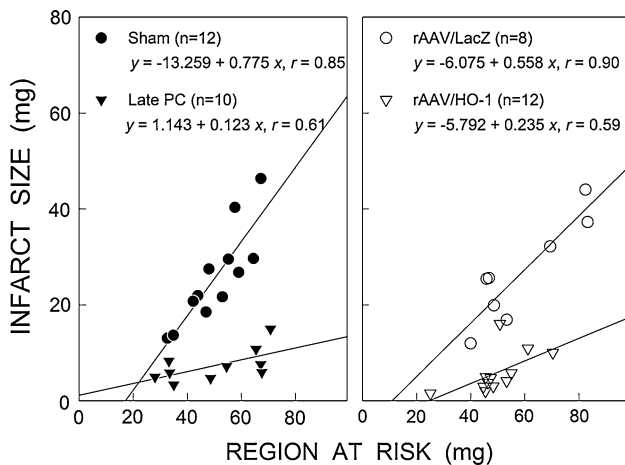 80
60
40
20
0
INFARCT SIZE (mg)
Sham (n=12)
y = -13.259 + 0.775 x, r = 0.85
Late PC (n=10)
y = 1.143 + 0.123 x, r = 0.61
rAAV/LacZ (n=8)
y = -6.075 + 0.558 x, r = 0.90
rAAV/HO-1 (n=12)
y = -5.792 + 0.235 x, r = 0.59
0 20 40 60 80
0 20 40 60 80
REGION AT RISK (mg)